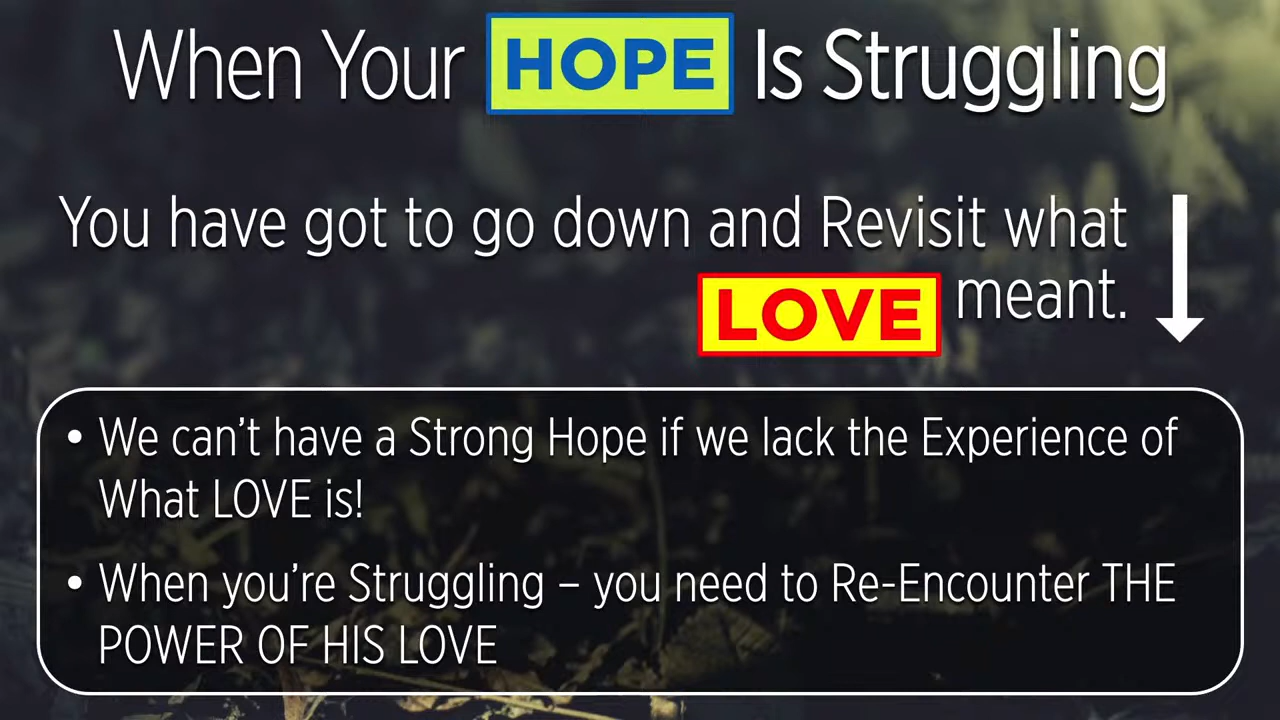 When Your HOPE Is Struggling
You have got to go down and Revisit what
LOVE meant.
• We can't have a Strong Hope if we lack the Experience of
What LOVE is!
• When you're Struggling – you need to Re-Encounter THE
POWER OF HIS LOVE